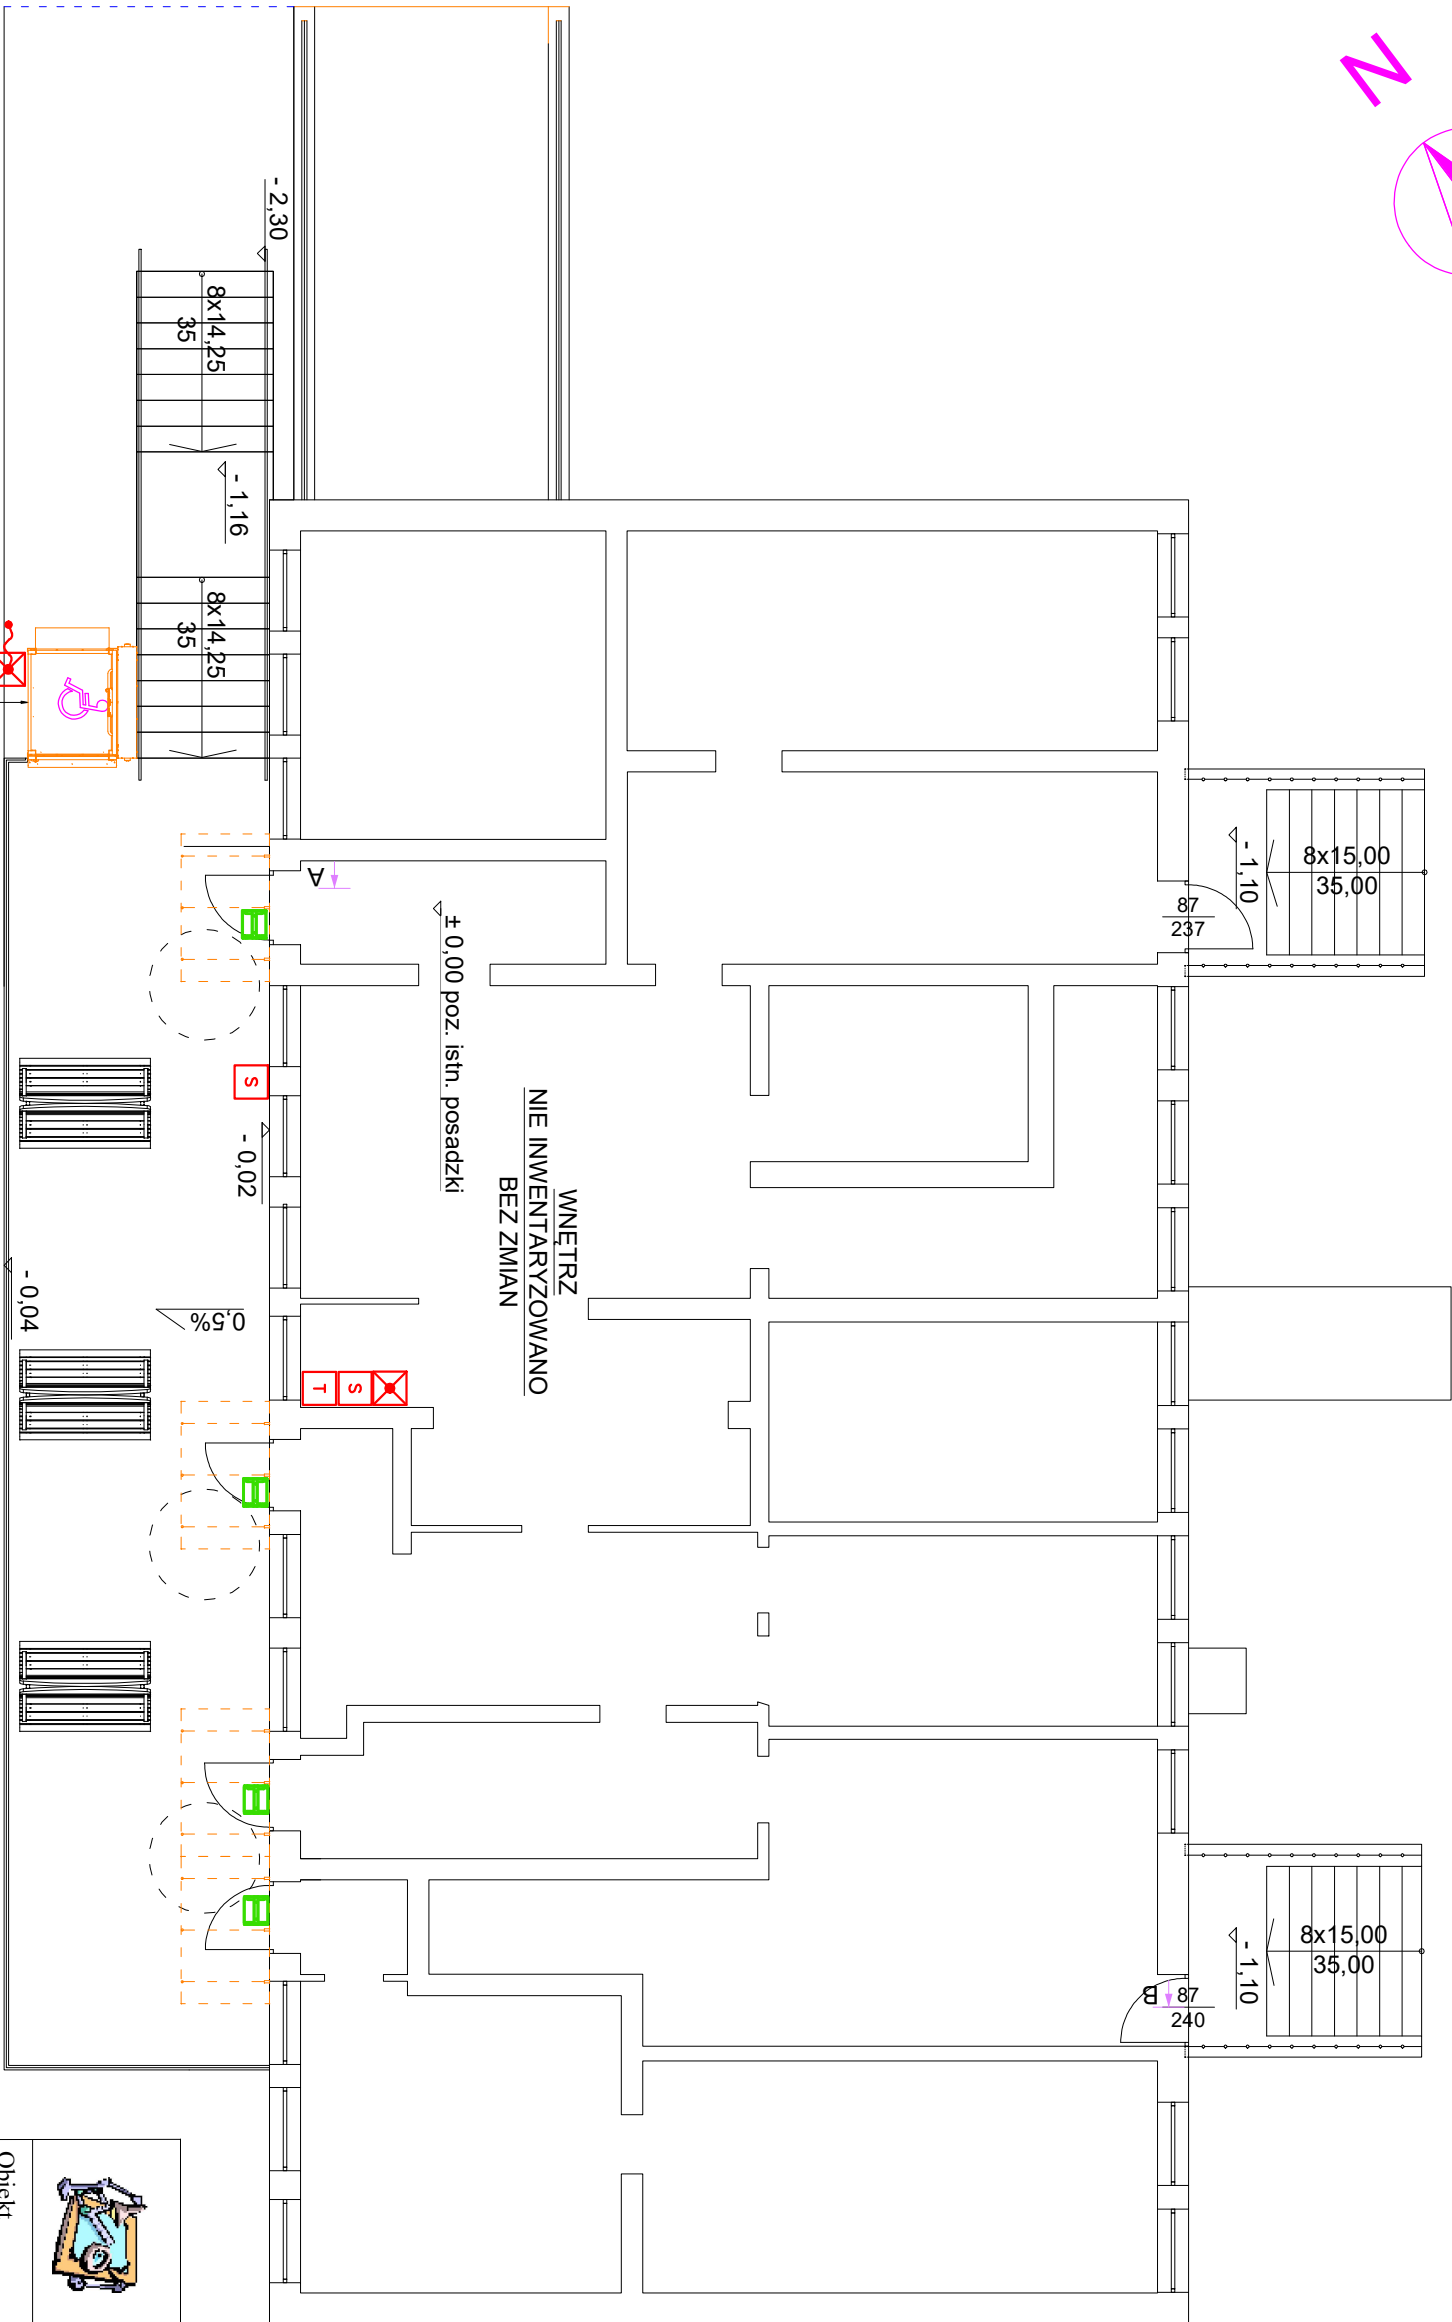 N
- 2,30
8x14,25
35
- 1,16
8x14,25
35
8x15,00
35,00
- 1,10
87
237
A
± 0,00 poz. istn. posadzki
S
- 0,02
WNĘTRZ
NIE INWENTARYZOWANO
BEZ ZMIAN
- 0,04
0,5%
T
S
8x15,00
35,00
- 1,10
B
87
240
Obiekt